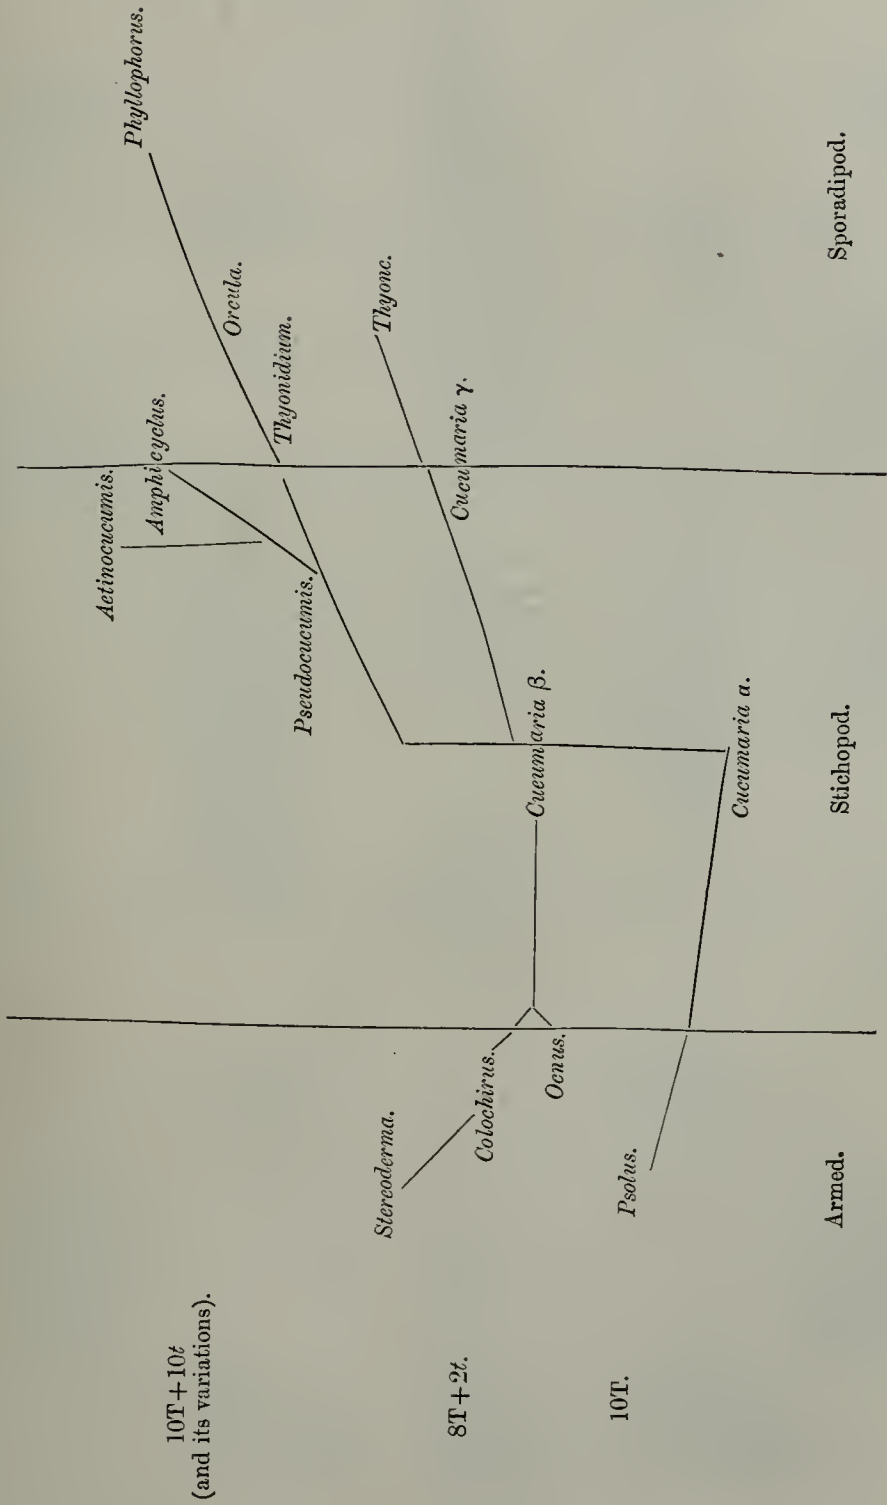 Actinocucumis.
Phyllophorus.
Amphicyclus.
10T+10t
(and its variations).
Orcula.
Thyonidium.
Pseudocucumis.
Stereoderma.
Thyone.
8T+2t.
Cucumaria γ.
Colochirus.
Cucumaria β.
Ocnus.
10T.
Psolus.
Cucumaria α.
Armed.
Stichopod.
Sporadipod.